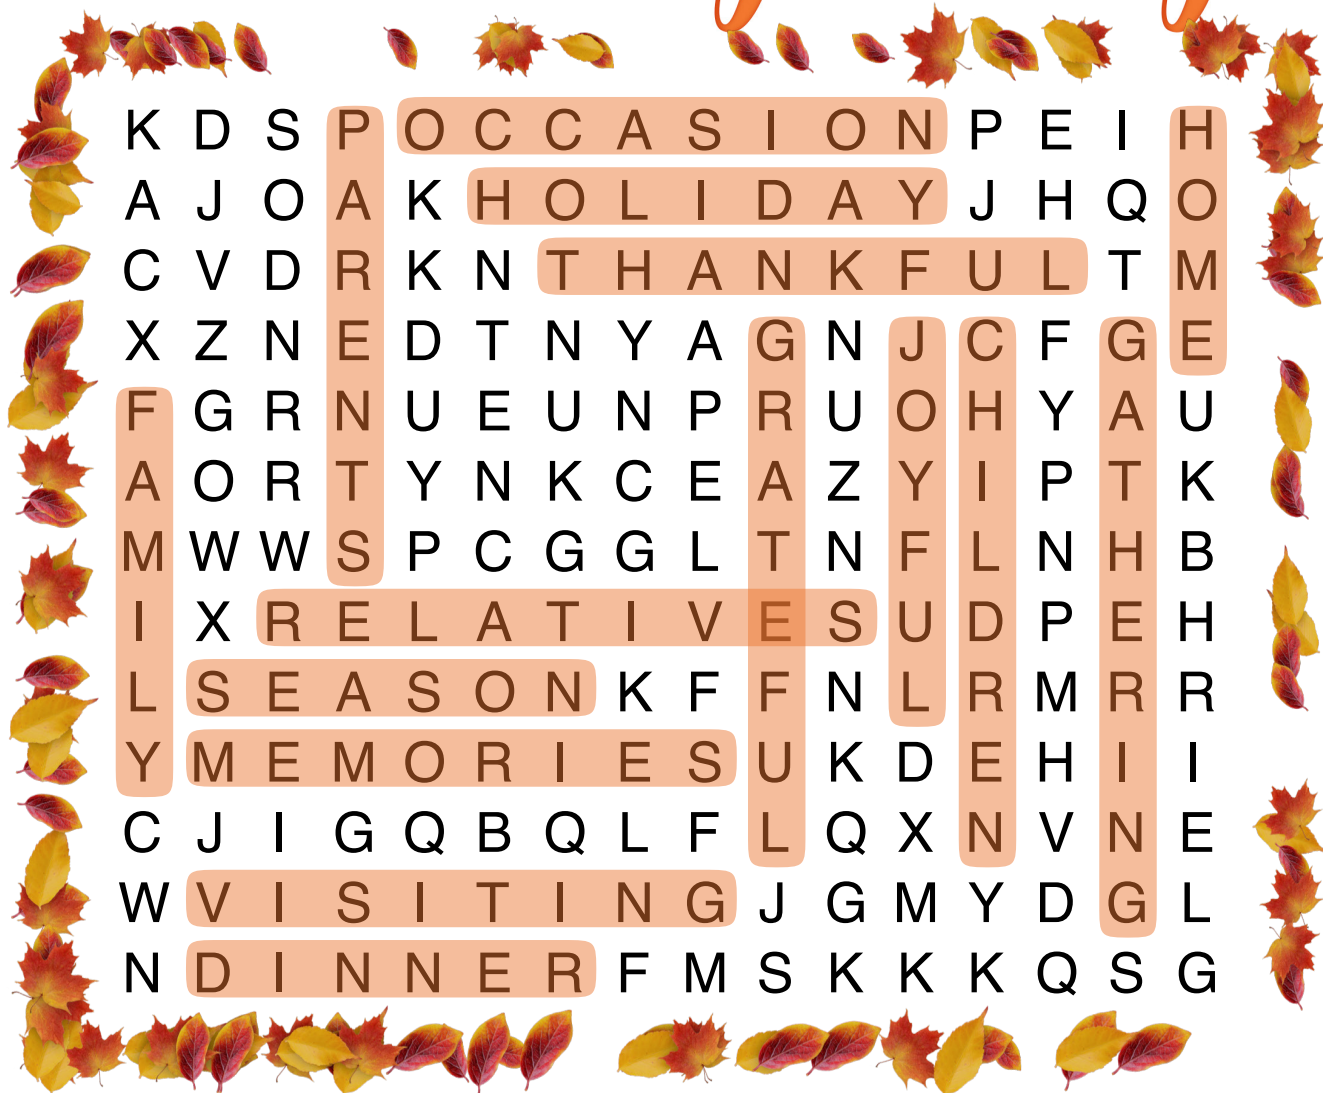 K D S P O C C A S I O N P E I H
A J O A K H O L I D A Y J H Q O
C V D R K N T H A N K F U L T M
X Z N E D T N Y A G N J C F G E
F G R N U E U N P R U O H Y A U
A O R T Y N K C E A Z Y I P T K
M W W S P C G G L T N F L N H B
I X R E L A T I V E S U D P E H
L S E A S O N K F F N L R M R R
Y M E M O R I E S U K D E H I I
C J I G Q B Q L F L Q X N V N E
W V I S I T I N G J G M Y D G L
N D I N N E R F M S K K K Q S G